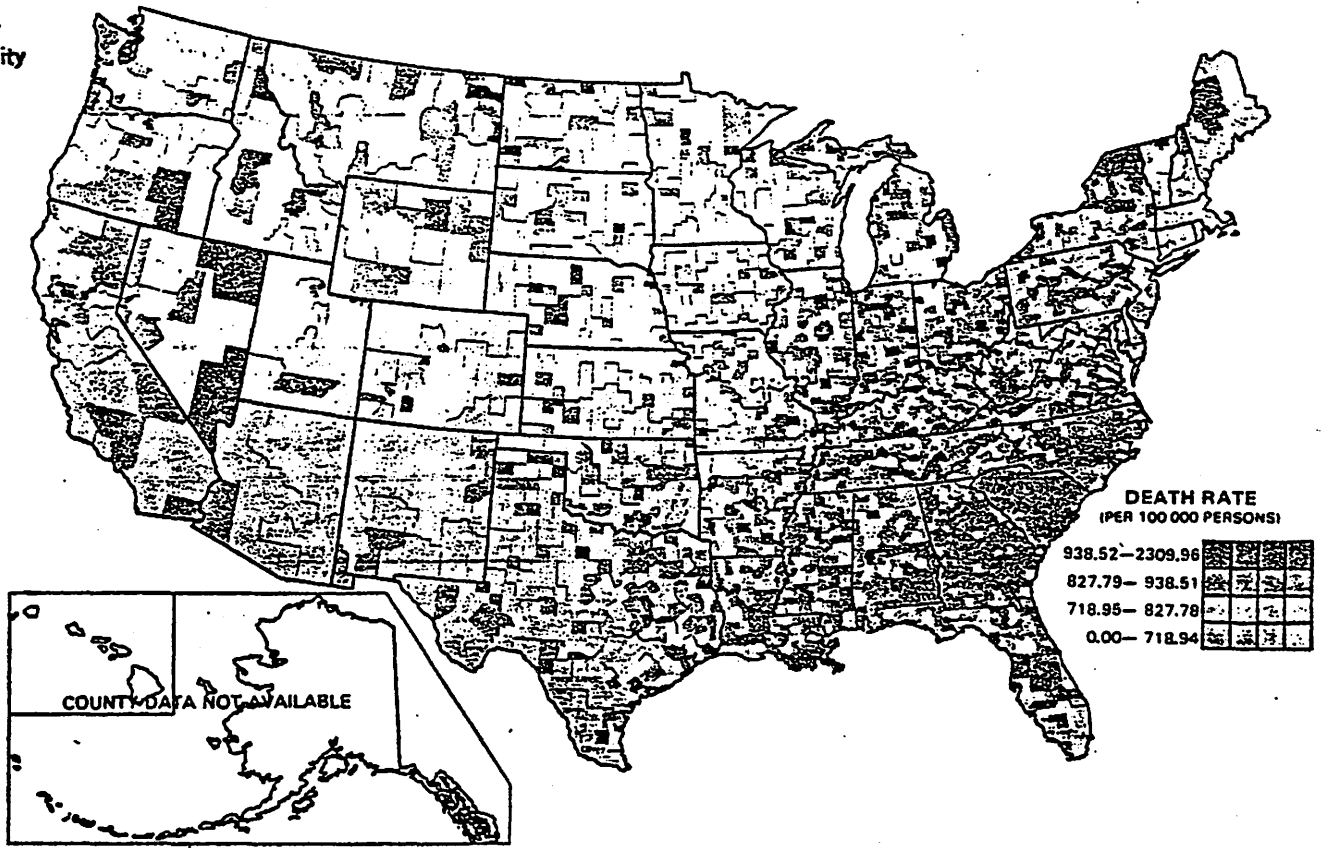 ity
DEATH RATE
(PER 100 000 PERSONS)
938.52—2309.96
827.79— 938.51
718.95— 827.78
0.00— 718.94
COUNTY DATA NOT AVAILABLE